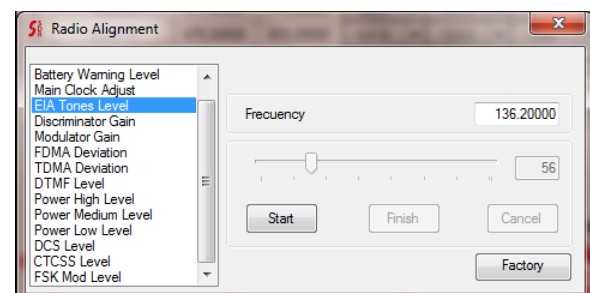 Radio Alignment
Battery Warning Level
Main Clock Adjust
EIA Tones Level
Discriminator Gain
Modulator Gain
FDMA Deviation
TDMA Deviation
DTMF Level
Power High Level
Power Medium Level
Power Low Level
DCS Level
CTCSS Level
FSK Mod Level
Frecuency 136.20000
56
Start Finish Cancel
Factory